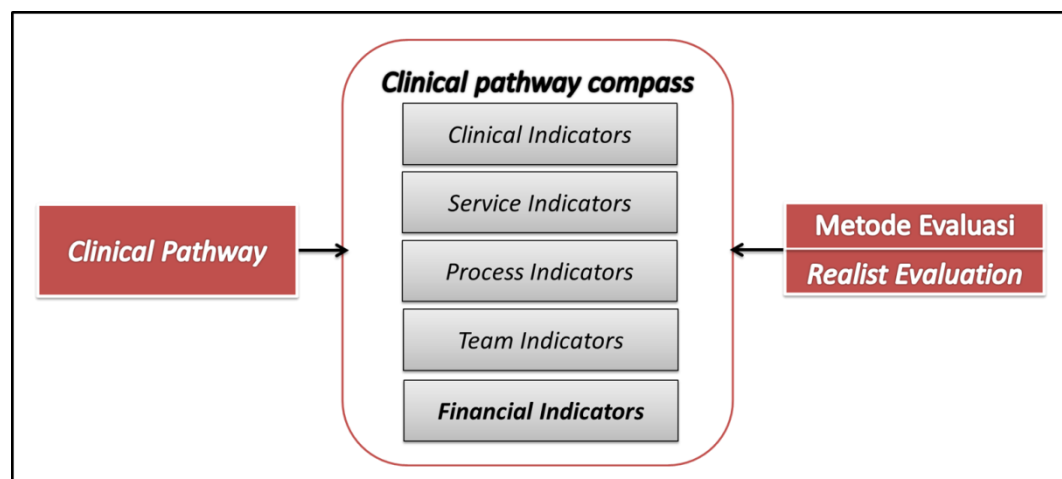 Clinical pathway compass
Clinical Indicators
Service Indicators
Process Indicators
Team Indicators
Financial Indicators
Clinical Pathway
Metode Evaluasi
Realist Evaluation